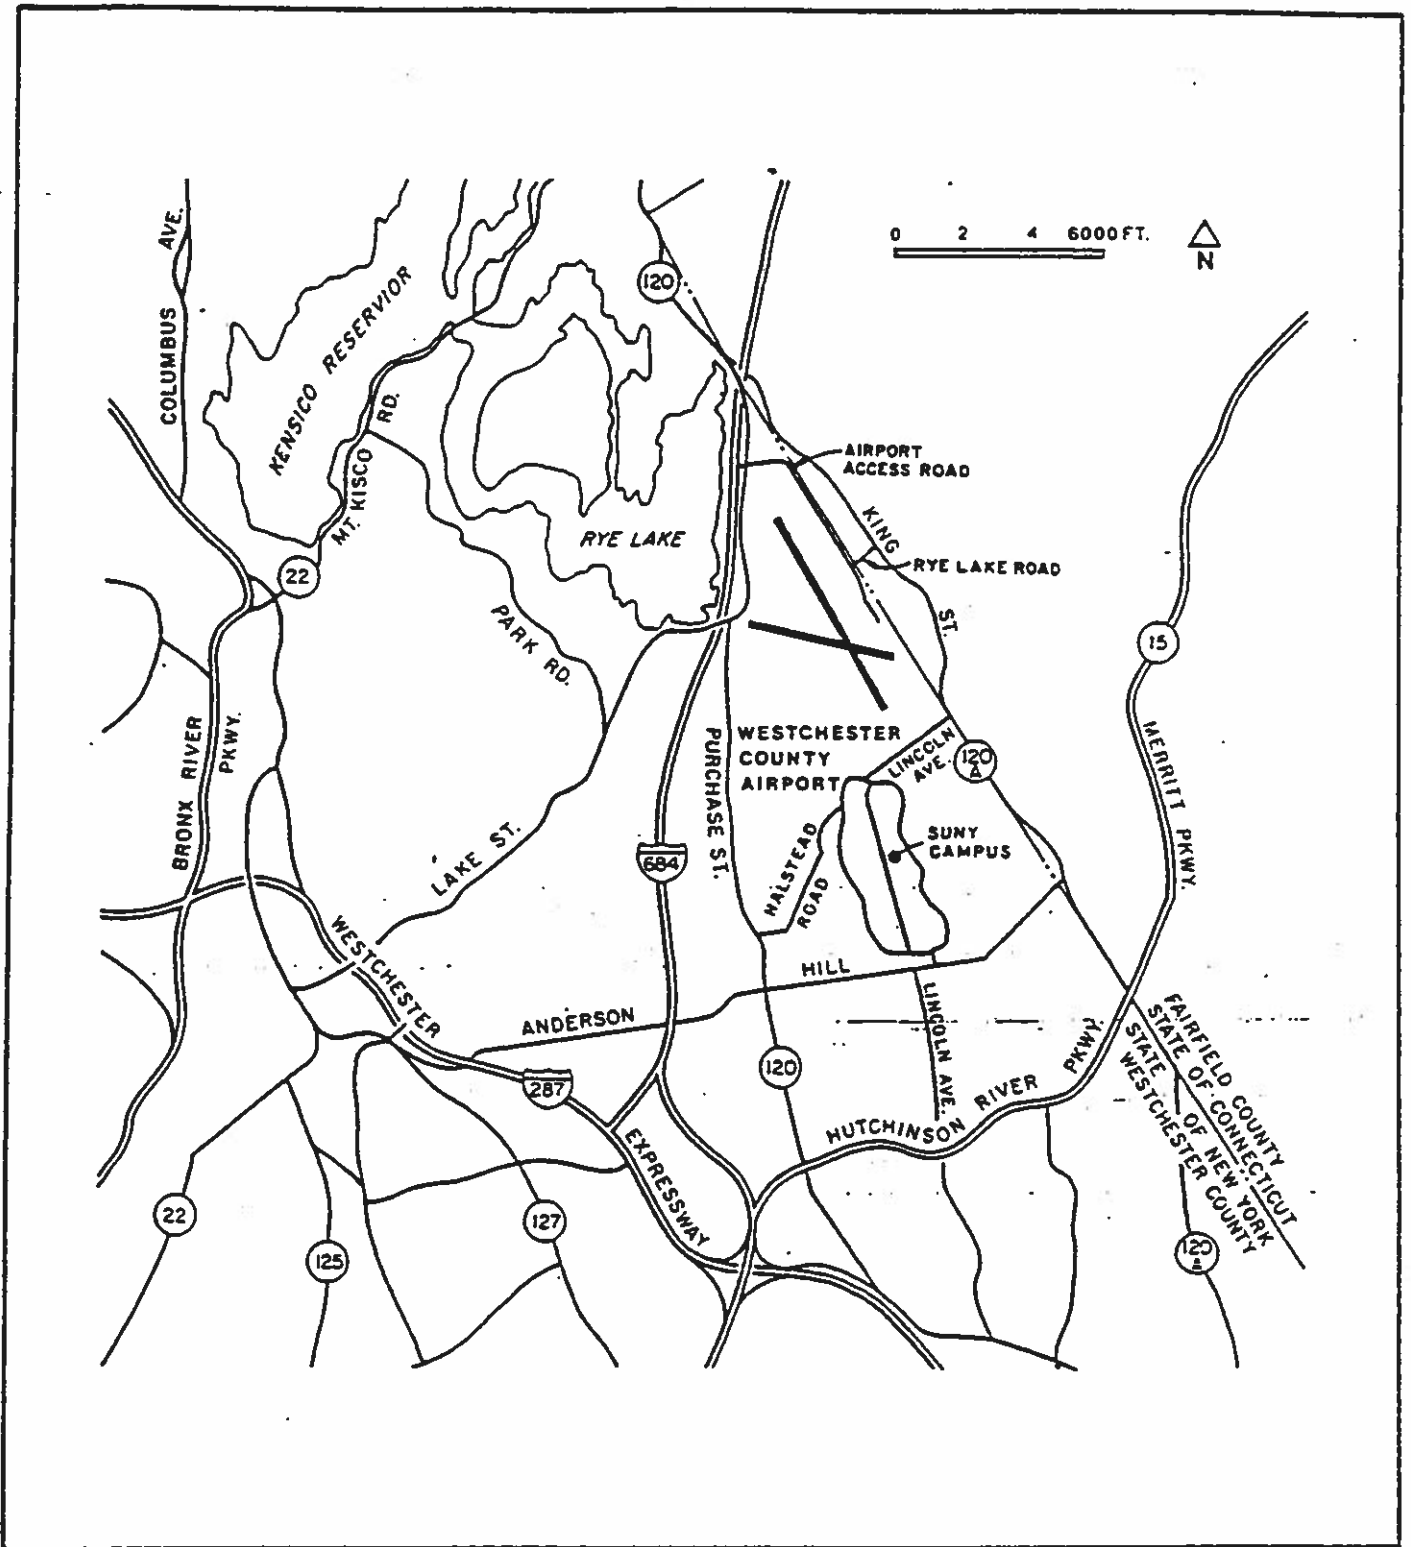 0 2 4 6000 FT.
N
COLUMBUS AVE.
KENSICO RESERVIOR
120
MT. KISCO RD.
AIRPORT
ACCESS ROAD
KING ST.
RYE LAKE
RYE LAKE ROAD
22
PARK RD.
15
BRONX RIVER
PKWY.
PURCHASE ST.
WESTCHESTER
COUNTY
AIRPORT
LINCOLN
AVE.
120
A
MERRITT PKWY.
LAKE ST.
684
HALSTEAD
ROAD
SUNY
CAMPUS
WESTCHESTER
HILL
ANDERSON
LINCOLN AVE.
287
120
HUTCHINSON RIVER PKWY.
FAIRFIELD COUNTY
STATE OF CONNECTICUT
STATE OF NEW YORK
WESTCHESTER COUNTY
EXPRESSWAY
22
125
127
120
A